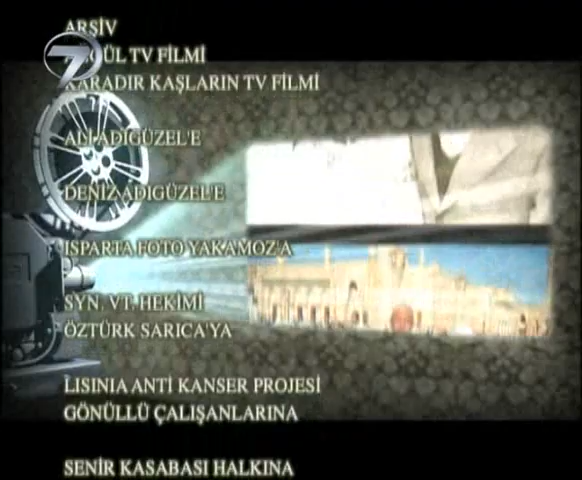 ARŞİV
7
TV FİLMİ
KARADIR KAŞLARIN TV FİLMİ
ALİ ADIGÜZEL'E
DENİZ ADIGÜZEL'E
ISPARTA FOTO YAKAMOZ'A
SYN. VT. HEKİMİ
ÖZTÜRK SARICA'YA
LISINIA ANTİ KANSER PROJESİ
GÖNÜLLÜ ÇALIŞANLARINA
SENİR KASABASI HALKINA